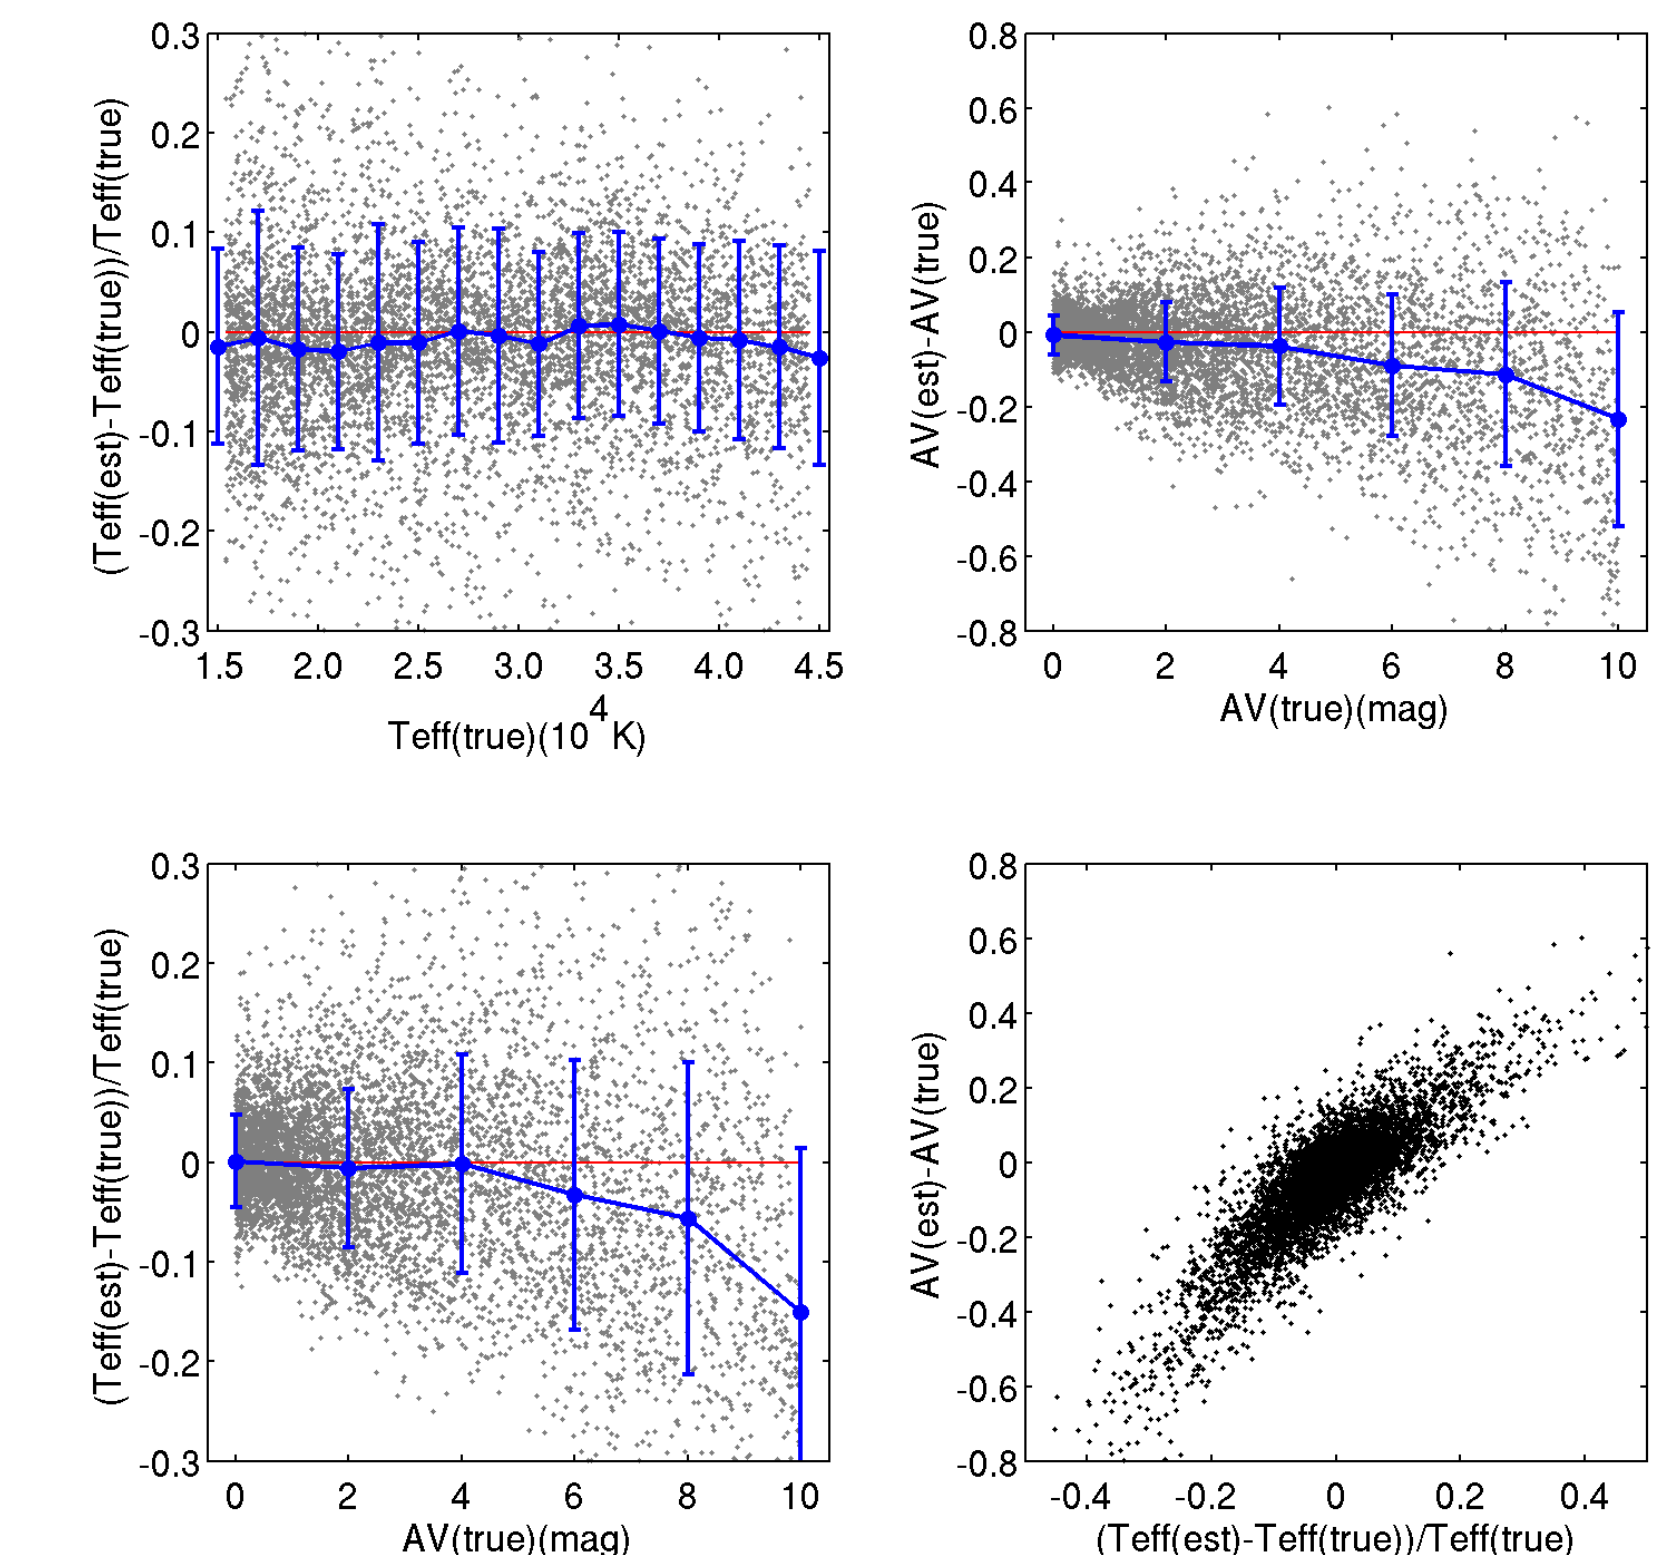 0.3
0.2
0.1
0
-0.1
-0.2
-0.3
(Teff(est)-Teff(true))/Teff(true)
1.5 2.0 2.5 3.0 3.5 4.0 4.5
Teff(true)(10^4 K)
0.8
0.6
0.4
0.2
0
-0.2
-0.4
-0.6
-0.8
AV(est)-AV(true)
0 2 4 6 8 10
AV(true)(mag)
0.3
0.2
0.1
0
-0.1
-0.2
-0.3
(Teff(est)-Teff(true))/Teff(true)
0 2 4 6 8 10
AV(true)(mag)
0.8
0.6
0.4
0.2
0
-0.2
-0.4
-0.6
-0.8
AV(est)-AV(true)
-0.4 -0.2 0 0.2 0.4
(Teff(est)-Teff(true))/Teff(true)